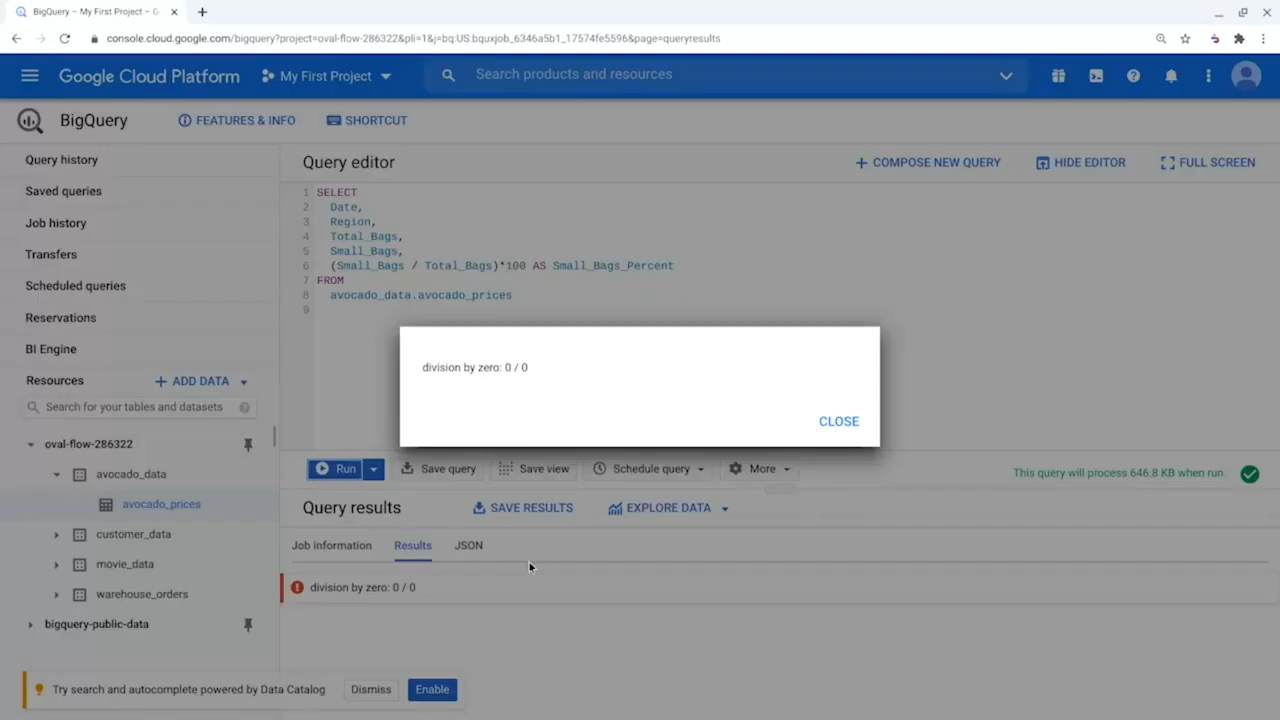 BigQuery – My First Project – G
console.cloud.google.com/bigquery?project=oval-flow-286322&pli=1&j=bq:US:bquxjob_6346a5b1_17574fe5596&page=queryresults
Google Cloud Platform
My First Project
Search products and resources
BigQuery
FEATURES & INFO
SHORTCUT
Query history
Saved queries
Job history
Transfers
Scheduled queries
Reservations
BI Engine
Resources
+ ADD DATA
Search for your tables and datasets
oval-flow-286322
avocado_data
avocado_prices
customer_data
movie_data
warehouse_orders
bigquery-public-data
Query editor
+ COMPOSE NEW QUERY
HIDE EDITOR
FULL SCREEN
1 SELECT
2 Date,
3 Region,
4 Total_Bags,
5 Small_Bags,
6 (Small_Bags / Total_Bags)*100 AS Small_Bags_Percent
7 FROM
8 avocado_data.avocado_prices
9
division by zero: 0 / 0
CLOSE
Run
Save query
Save view
Schedule query
More
This query will process 646.8 KB when run.
Query results
SAVE RESULTS
EXPLORE DATA
Job information
Results
JSON
division by zero: 0 / 0
Try search and autocomplete powered by Data Catalog
Dismiss
Enable